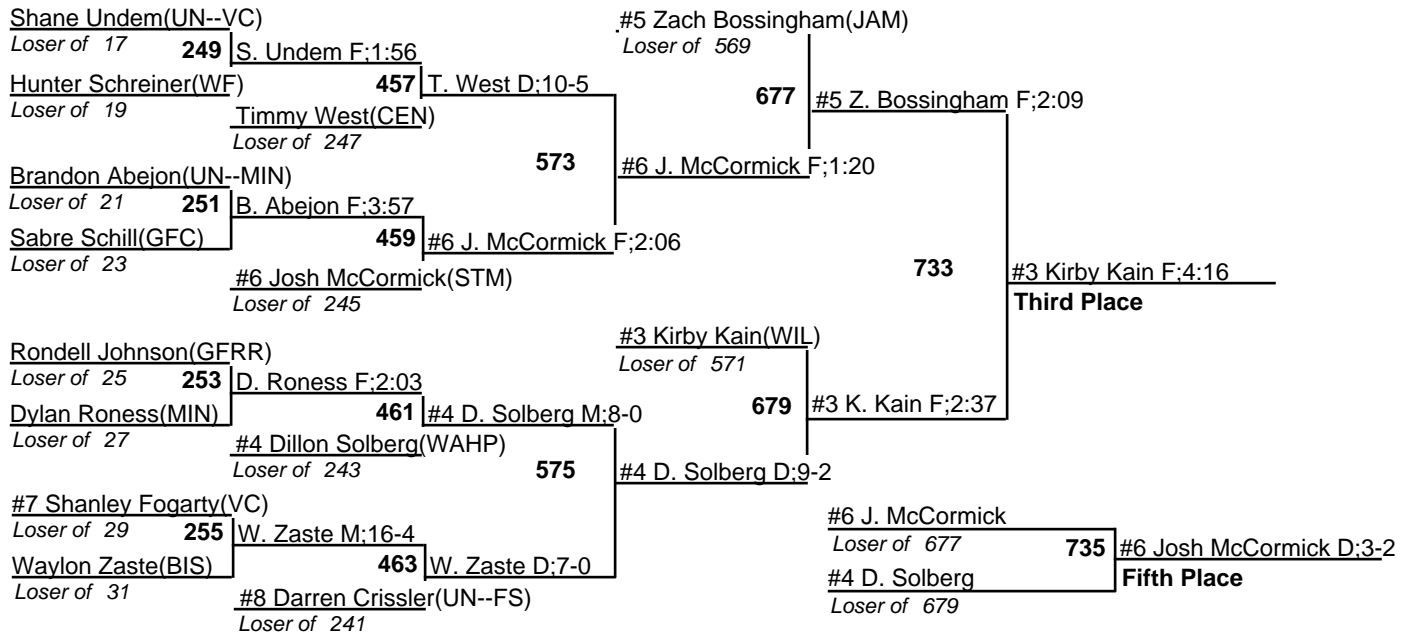 Shane Undem(UN--VC)
Loser of 17
249
S. Undem F;1:56
Hunter Schreiner(WF)
Loser of 19
457
T. West D;10-5
Timmy West(CEN)
Loser of 247
573
#6 J. McCormick F;1:20
Brandon Abejon(UN--MIN)
Loser of 21
251
B. Abejon F;3:57
Sabre Schill(GFC)
Loser of 23
459
#6 J. McCormick F;2:06
#6 Josh McCormick(STM)
Loser of 245
Rondell Johnson(GFRR)
Loser of 25
253
D. Roness F;2:03
Dylan Roness(MIN)
Loser of 27
461
#4 D. Solberg M;8-0
#4 Dillon Solberg(WAHP)
Loser of 243
575
#4 D. Solberg D;9-2
#7 Shanley Fogarty(VC)
Loser of 29
255
W. Zaste M;16-4
Waylon Zaste(BIS)
Loser of 31
463
W. Zaste D;7-0
#8 Darren Crissler(UN--FS)
Loser of 241
#5 Zach Bossingham(JAM)
Loser of 569
677
#5 Z. Bossingham F;2:09
733
#3 Kirby Kain F;4:16
Third Place
#3 Kirby Kain(WIL)
Loser of 571
679
#3 K. Kain F;2:37
#6 J. McCormick
Loser of 677
735
#6 Josh McCormick D;3-2
#4 D. Solberg
Fifth Place
Loser of 679